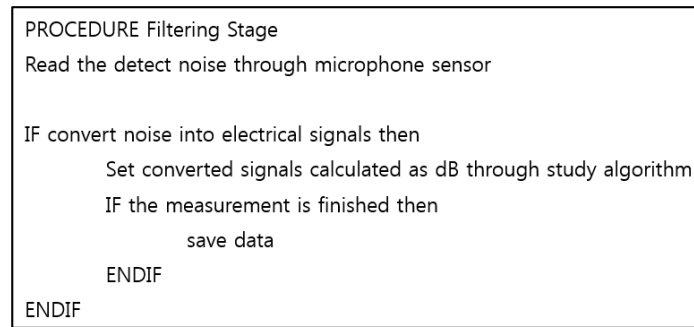 PROCEDURE Filtering Stage
Read the detect noise through microphone sensor
IF convert noise into electrical signals then
Set converted signals calculated as dB through study algorithm
IF the measurement is finished then
save data
ENDIF
ENDIF